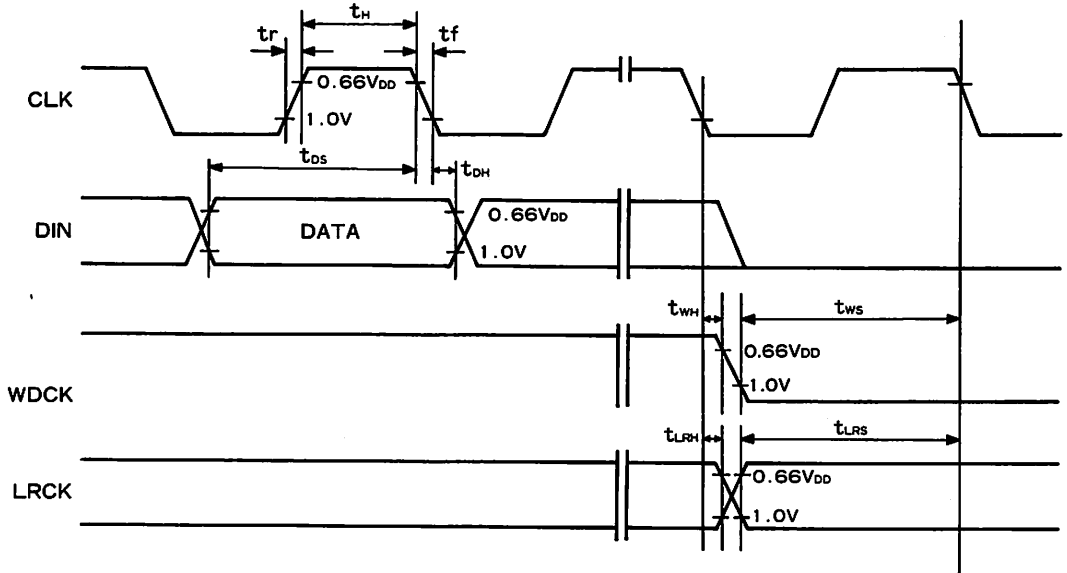 tH
tr
tf
CLK
0.66VDD
1.0V
tDS
tDH
DIN
DATA
0.66VDD
1.0V
tWH
tWS
WDCK
0.66VDD
1.0V
tLRH
tLRS
LRCK
0.66VDD
1.0V